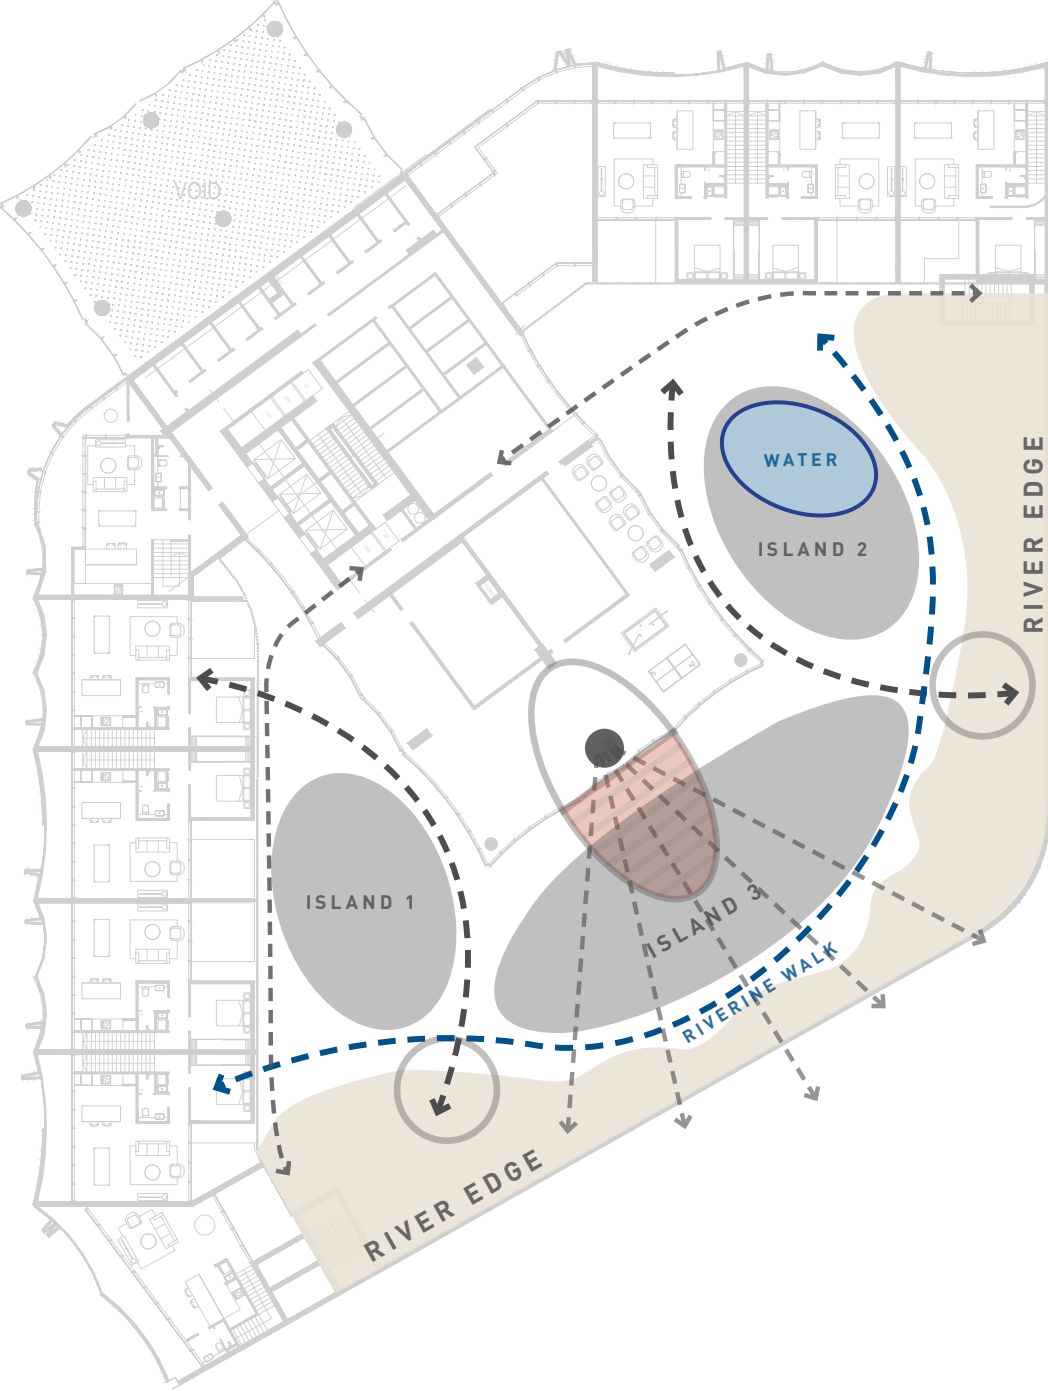 VOID
WATER
ISLAND 2
RIVER EDGE
ISLAND 1
ISLAND 3
RIVERINE WALK
RIVER EDGE